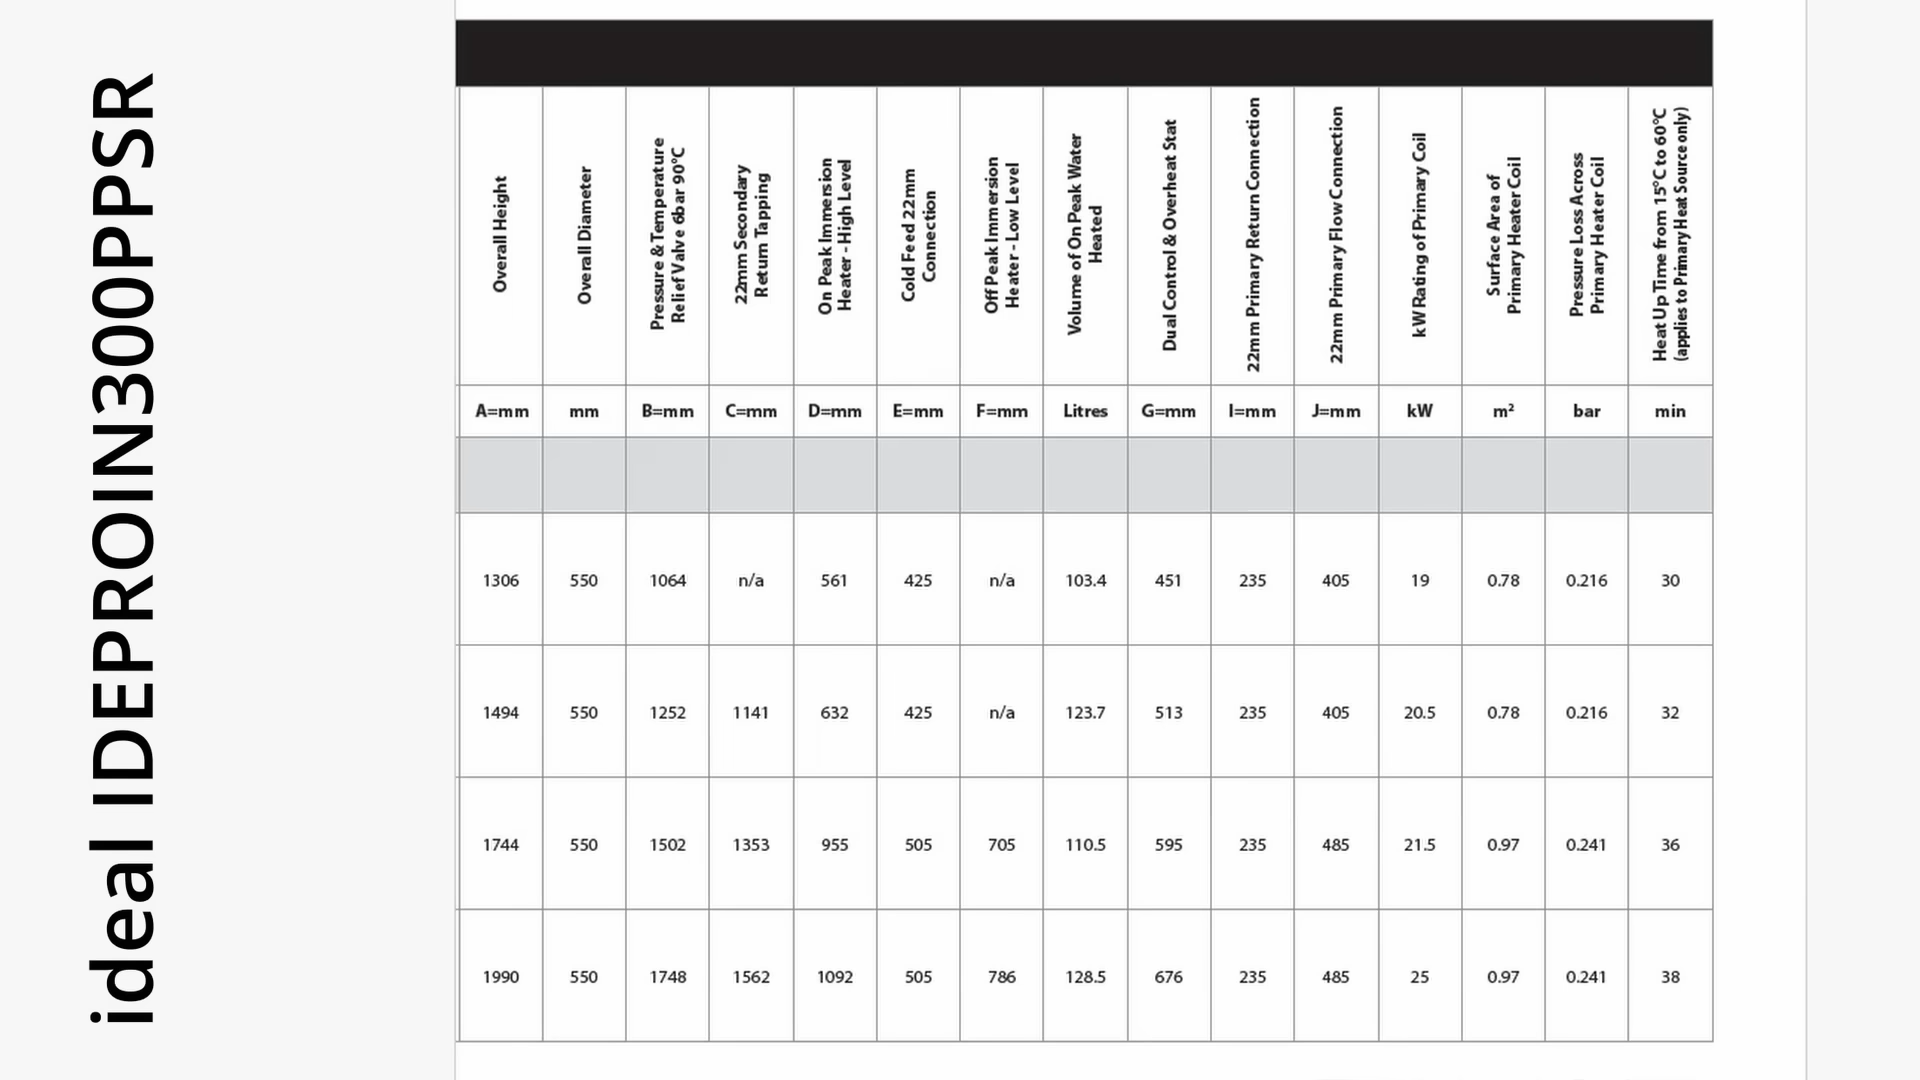 ideal IDEPROIN300PPSR
Overall Height
Overall Diameter
Pressure & Temperature
Relief Valve 6bar 90°C
22mm Secondary
Return Tapping
On Peak Immersion
Heater - High Level
Cold Feed 22mm
Connection
Off Peak Immersion
Heater - Low Level
Volume of On Peak Water
Heated
Dual Control & Overheat Stat
22mm Primary Return Connection
22mm Primary Flow Connection
kW Rating of Primary Coil
Surface Area of
Primary Heater Coil
Pressure Loss Across
Primary Heater Coil
Heat Up Time from 15°C to 60°C
(applies to Primary Heat Source only)
A=mm mm B=mm C=mm D=mm E=mm F=mm Litres G=mm I=mm J=mm kW m² bar min
1306 550 1064 n/a 561 425 n/a 103.4 451 235 405 19 0.78 0.216 30
1494 550 1252 1141 632 425 n/a 123.7 513 235 405 20.5 0.78 0.216 32
1744 550 1502 1353 955 505 705 110.5 595 235 485 21.5 0.97 0.241 36
1990 550 1748 1562 1092 505 786 128.5 676 235 485 25 0.97 0.241 38